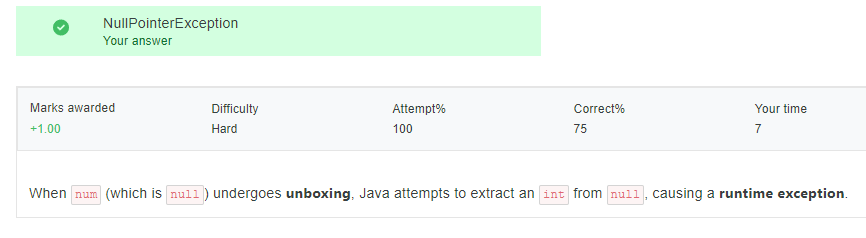 NullPointerException
Your answer
Marks awarded Difficulty Attempt% Correct% Your time
+1.00 Hard 100 75 7
When num (which is null) undergoes unboxing, Java attempts to extract an int from null, causing a runtime exception.